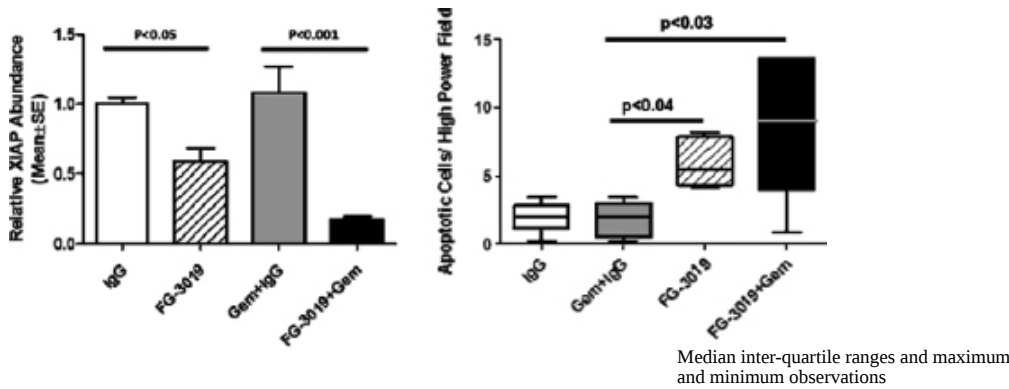 Relative XIAP Abundance
(Mean±SE)
1.5
1.0
0.5
0.0
P<0.05
P<0.001
IgG
FG-3019
Gem+IgG
FG-3019+Gem
Apoptotic Cells/ High Power Field
15
10
5
0
p<0.03
p<0.04
IgG
Gem+IgG
FG-3019
FG-3019+Gem
Median inter-quartile ranges and maximum
and minimum observations